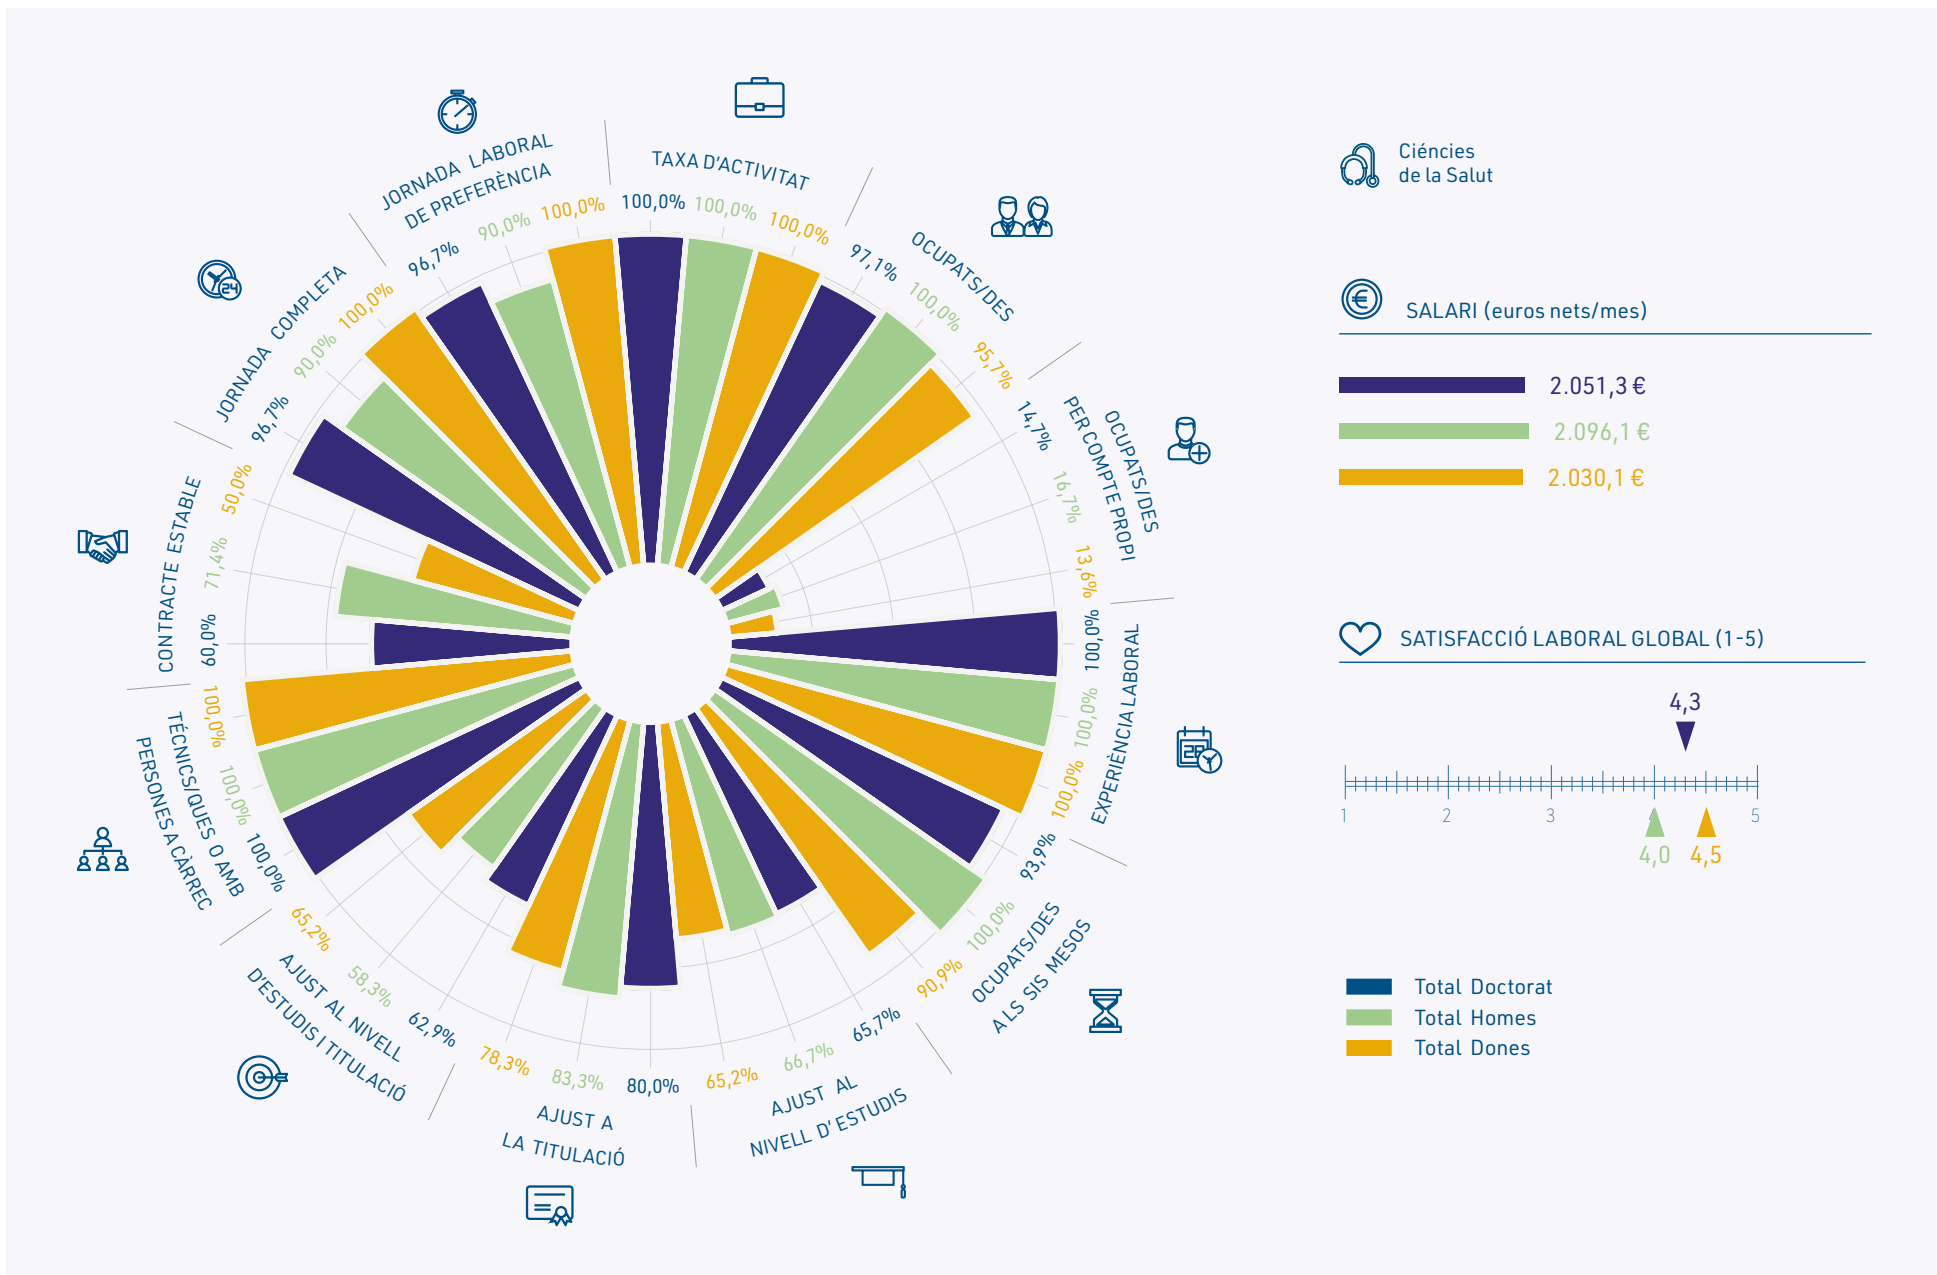 TAXA D'ACTIVITAT
100,0%
100,0%
100,0%
OCUPATS/DES
97,1%
100,0%
95,7%
OCUPATS/DES
PER COMPTE PROPI
14,7%
16,7%
13,6%
EXPERIÈNCIA LABORAL
100,0%
100,0%
100,0%
OCUPATS/DES
ALS SIS MESOS
93,9%
100,0%
90,9%
AJUST AL
NIVELL D'ESTUDIS
65,7%
66,7%
65,2%
AJUST A
LA TITULACIÓ
80,0%
83,3%
78,3%
AJUST AL NIVELL
D'ESTUDIS I TITULACIÓ
62,9%
58,3%
65,2%
TÉCNICS/QUES O AMB
PERSONES A CÀRREC
100,0%
100,0%
100,0%
CONTRACTE ESTABLE
60,0%
71,4%
50,0%
JORNADA COMPLETA
96,7%
90,0%
100,0%
JORNADA LABORAL
DE PREFERÈNCIA
96,7%
90,0%
100,0%
24
28
Ciéncies
de la Salut
€
SALARI (euros nets/mes)
2.051,3 €
2.096,1 €
2.030,1 €
SATISFACCIÓ LABORAL GLOBAL (1-5)
4,3
1 2 3 4 5
4,0 4,5
Total Doctorat
Total Homes
Total Dones